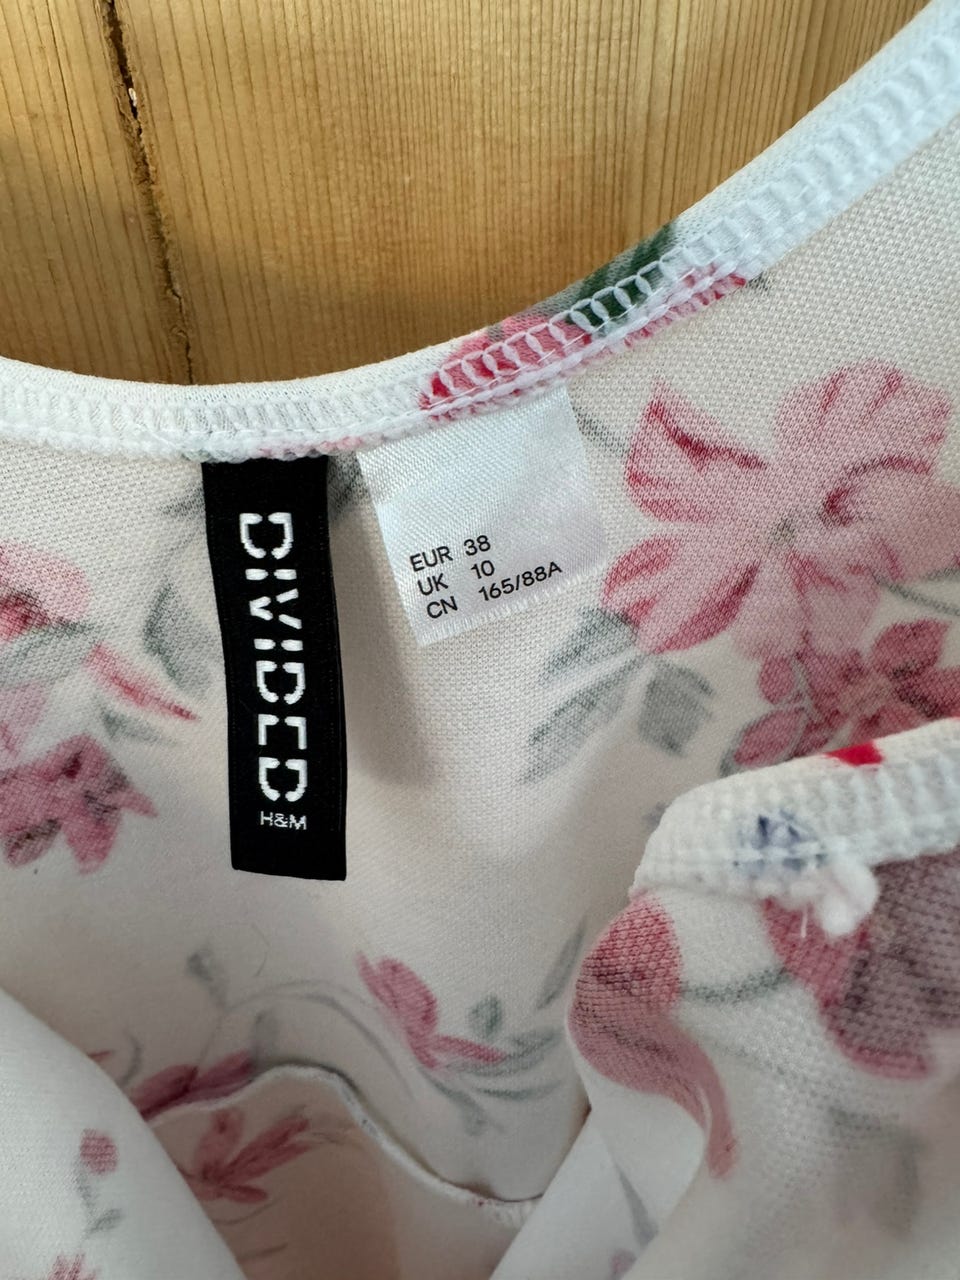 DIVIDED
H&M
EUR 38
UK 10
CN 165/88A